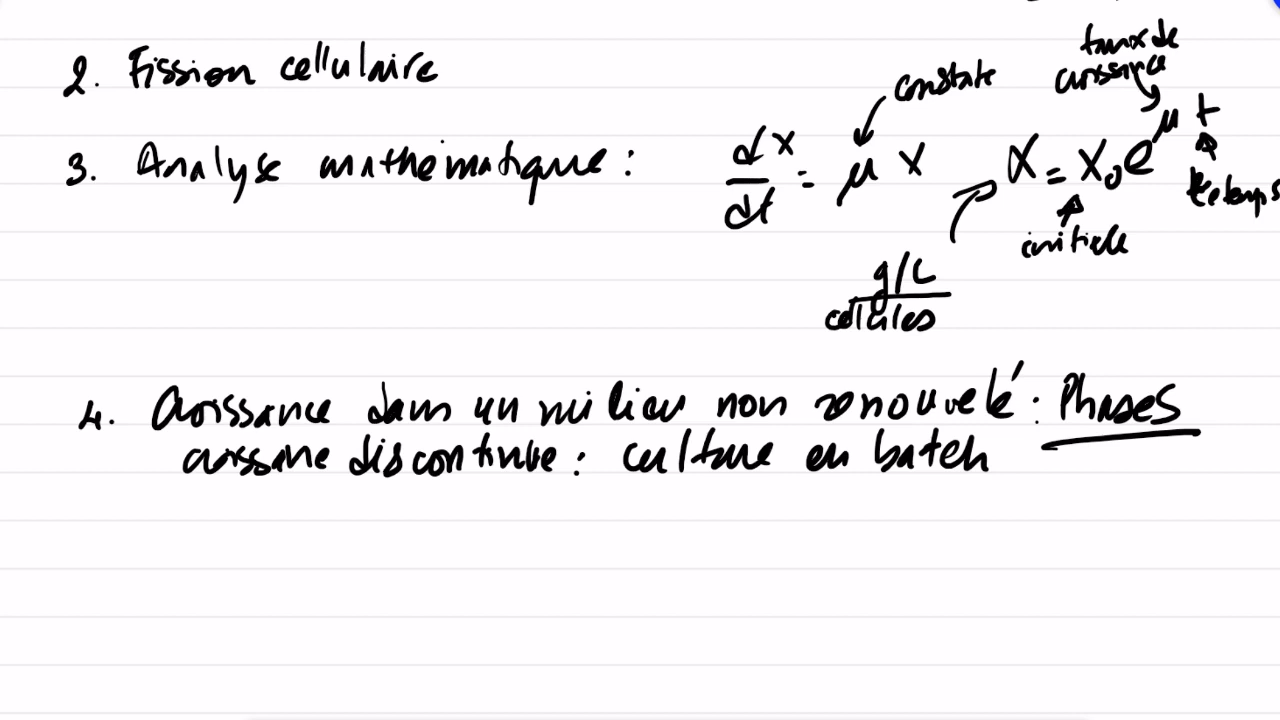 2. Fission cellulaire
taux de
croissance
constate
3. Analyse mathématique : dx/dt = μ x x = x₀e^μt
le temps
initiale
g/L
cellules
4. Croissance dans un milieu non renouvelé : Phases
croissance discontinue : culture en batch